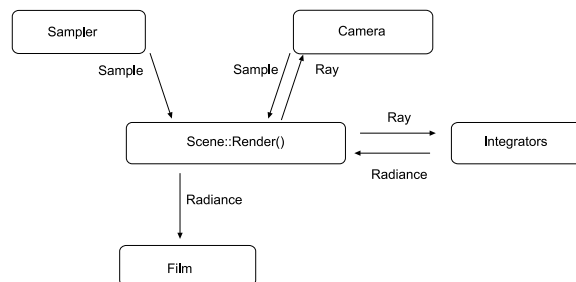 Sampler
Camera
Sample
Sample
Ray
Scene::Render()
Ray
Integrators
Radiance
Radiance
Film